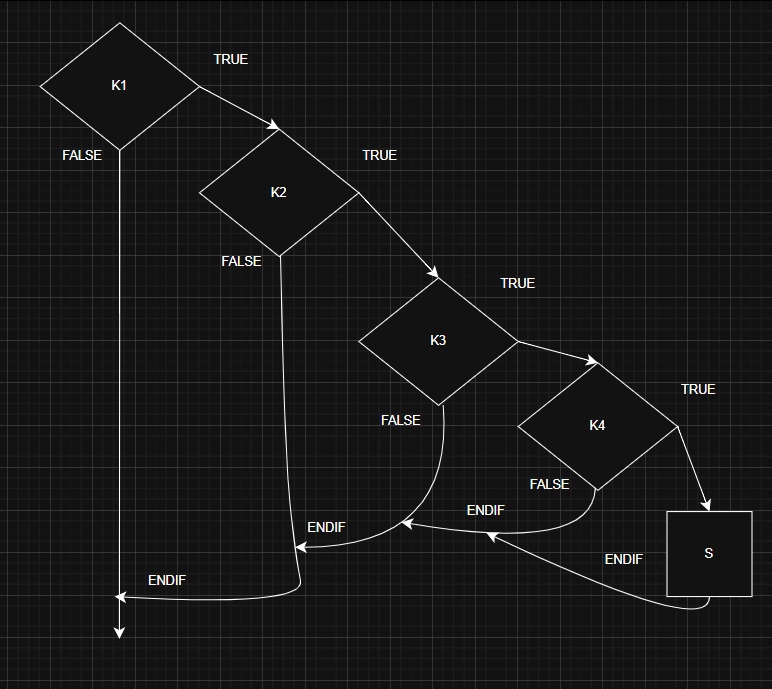 TRUE
K1
FALSE
TRUE
K2
FALSE
TRUE
K3
TRUE
FALSE
K4
FALSE
ENDIF
ENDIF
S
ENDIF
ENDIF